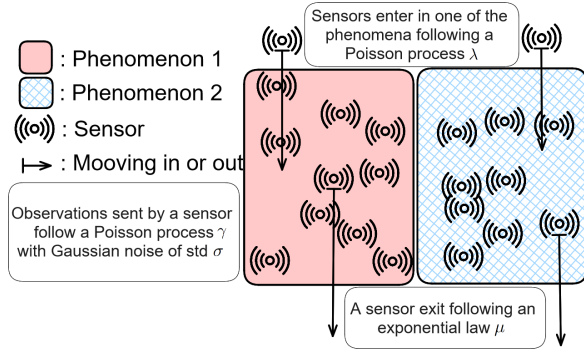 Sensors enter in one of the
phenomena following a
Poisson process λ
: Phenomenon 1
: Phenomenon 2
: Sensor
: Mooving in or out
Observations sent by a sensor
follow a Poisson process γ
with Gaussian noise of std σ
A sensor exit following an
exponential law μ